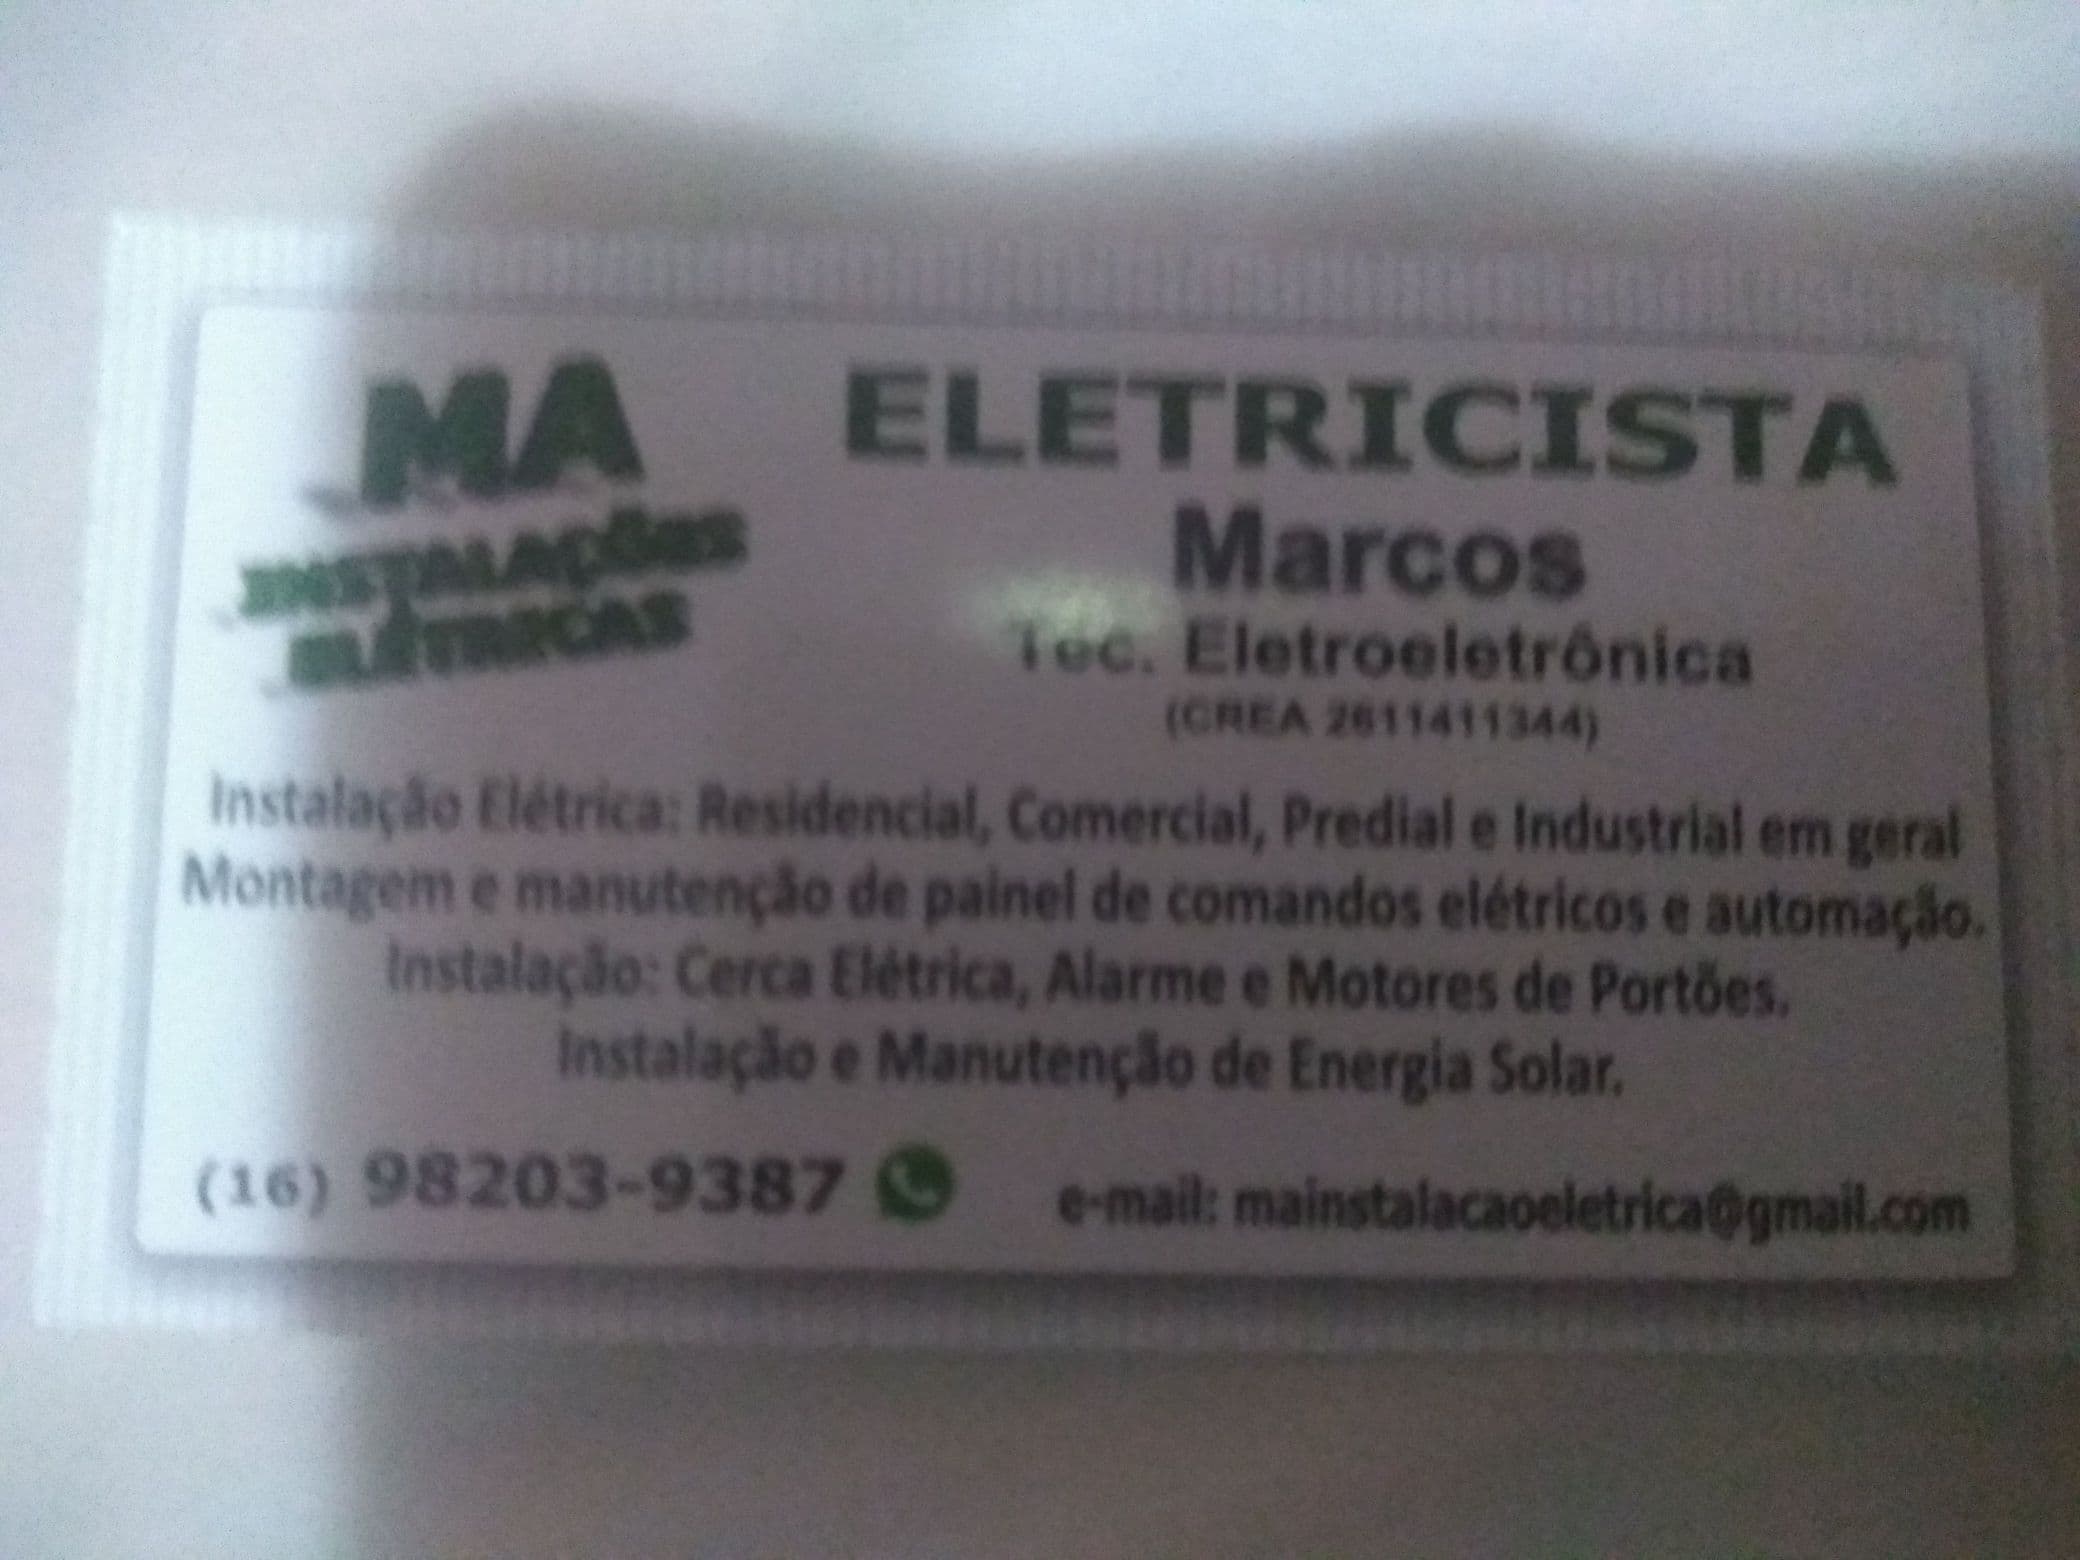 MA
INSTALAÇÕES
ELÉTRICAS
ELETRICISTA
Marcos
Tec. Eletroeletrônica
(CREA 2611411344)
Instalação Elétrica: Residencial, Comercial, Predial e Industrial em geral
Montagem e manutenção de painel de comandos elétricos e automação.
Instalação: Cerca Elétrica, Alarme e Motores de Portões.
Instalação e Manutenção de Energia Solar.
(16) 98203-9387 e-mail: mainstalacaoeletrica@gmail.com